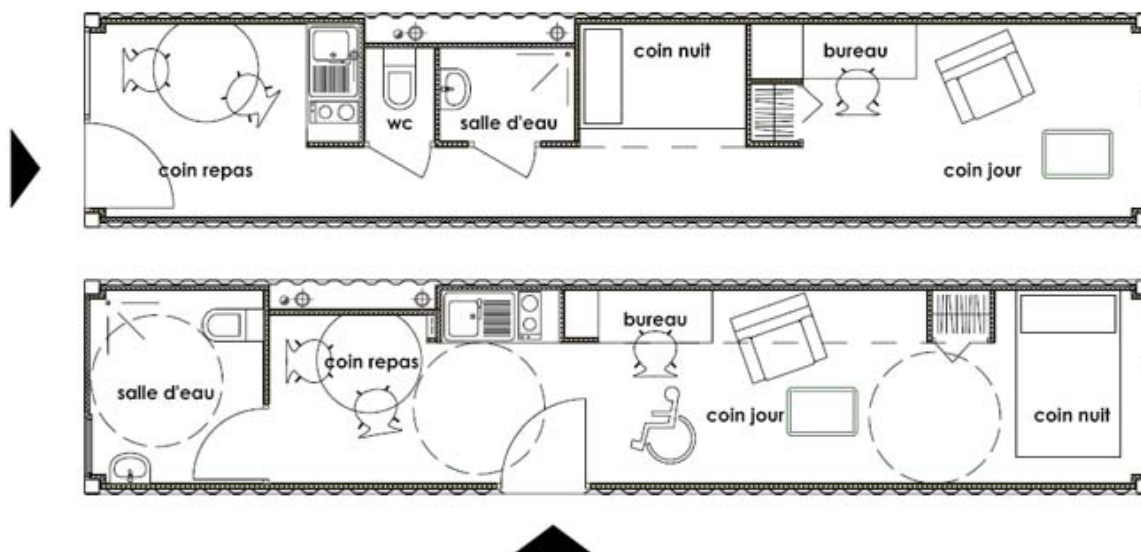 coin nuit
bureau
wc
salle d'eau
coin repas
coin jour
bureau
coin repas
salle d'eau
coin jour
coin nuit